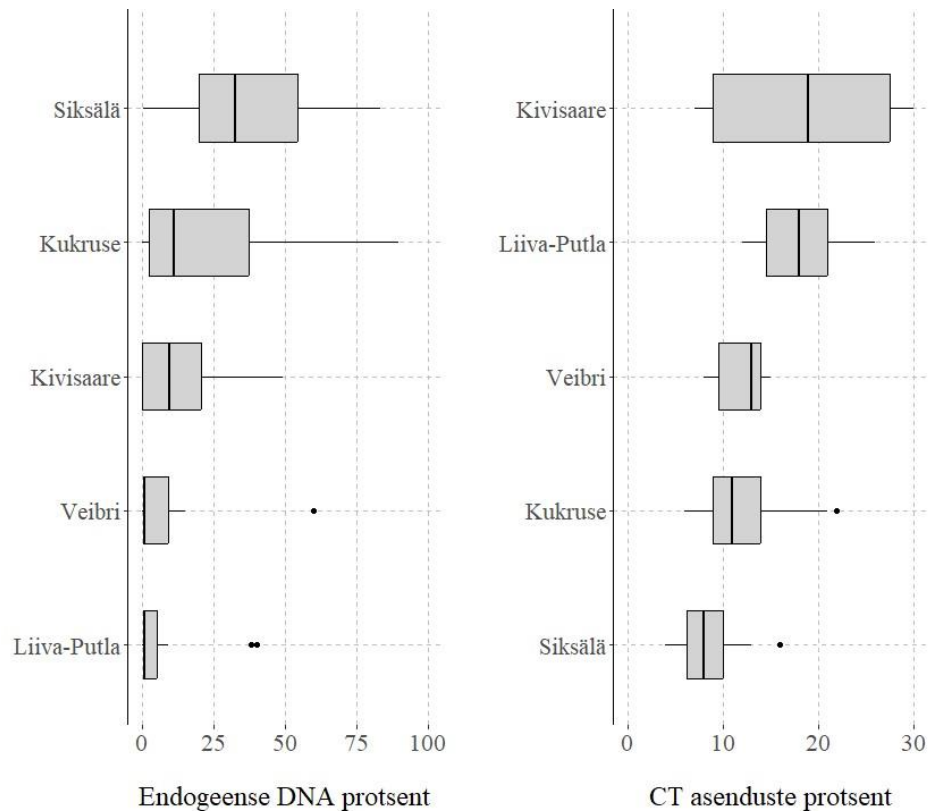 Siksälä
Kukruse
Kivisaare
Veibri
Liiva-Putla
0 25 50 75 100
Endogeense DNA protsent
Kivisaare
Liiva-Putla
Veibri
Kukruse
Siksälä
0 10 20 30
CT asenduste protsent